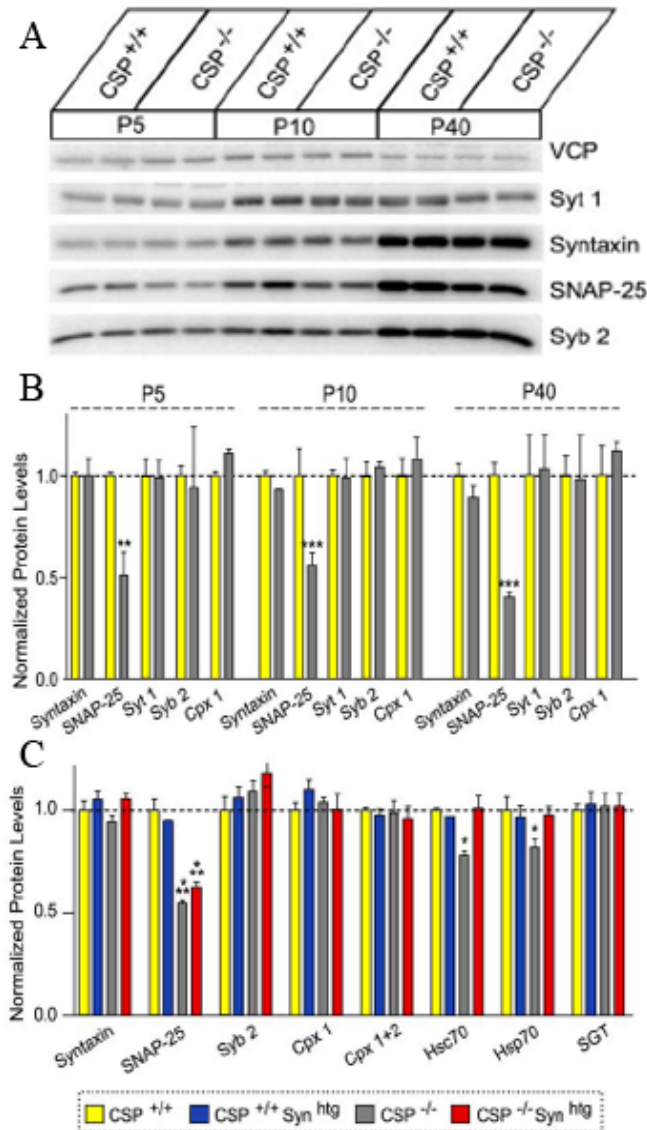 A
CSP +/+ CSP -/- CSP +/+ CSP -/- CSP +/+ CSP -/-
P5 P10 P40
VCP
Syt 1
Syntaxin
SNAP-25
Syb 2
B
P5 P10 P40
Normalized Protein Levels
1.0
0.5
0.0
** *** ***
Syntaxin SNAP-25 Syt 1 Syb 2 Cpx 1 Syntaxin SNAP-25 Syt 1 Syb 2 Cpx 1 Syntaxin SNAP-25 Syt 1 Syb 2 Cpx 1
C
Normalized Protein Levels
1.0
0.5
0.0
*** *** * *
Syntaxin SNAP-25 Syb 2 Cpx 1 Cpx 1+2 Hsc70 Hsp70 SGT
CSP +/+ CSP +/+ Syn htg CSP -/- CSP -/- Syn htg